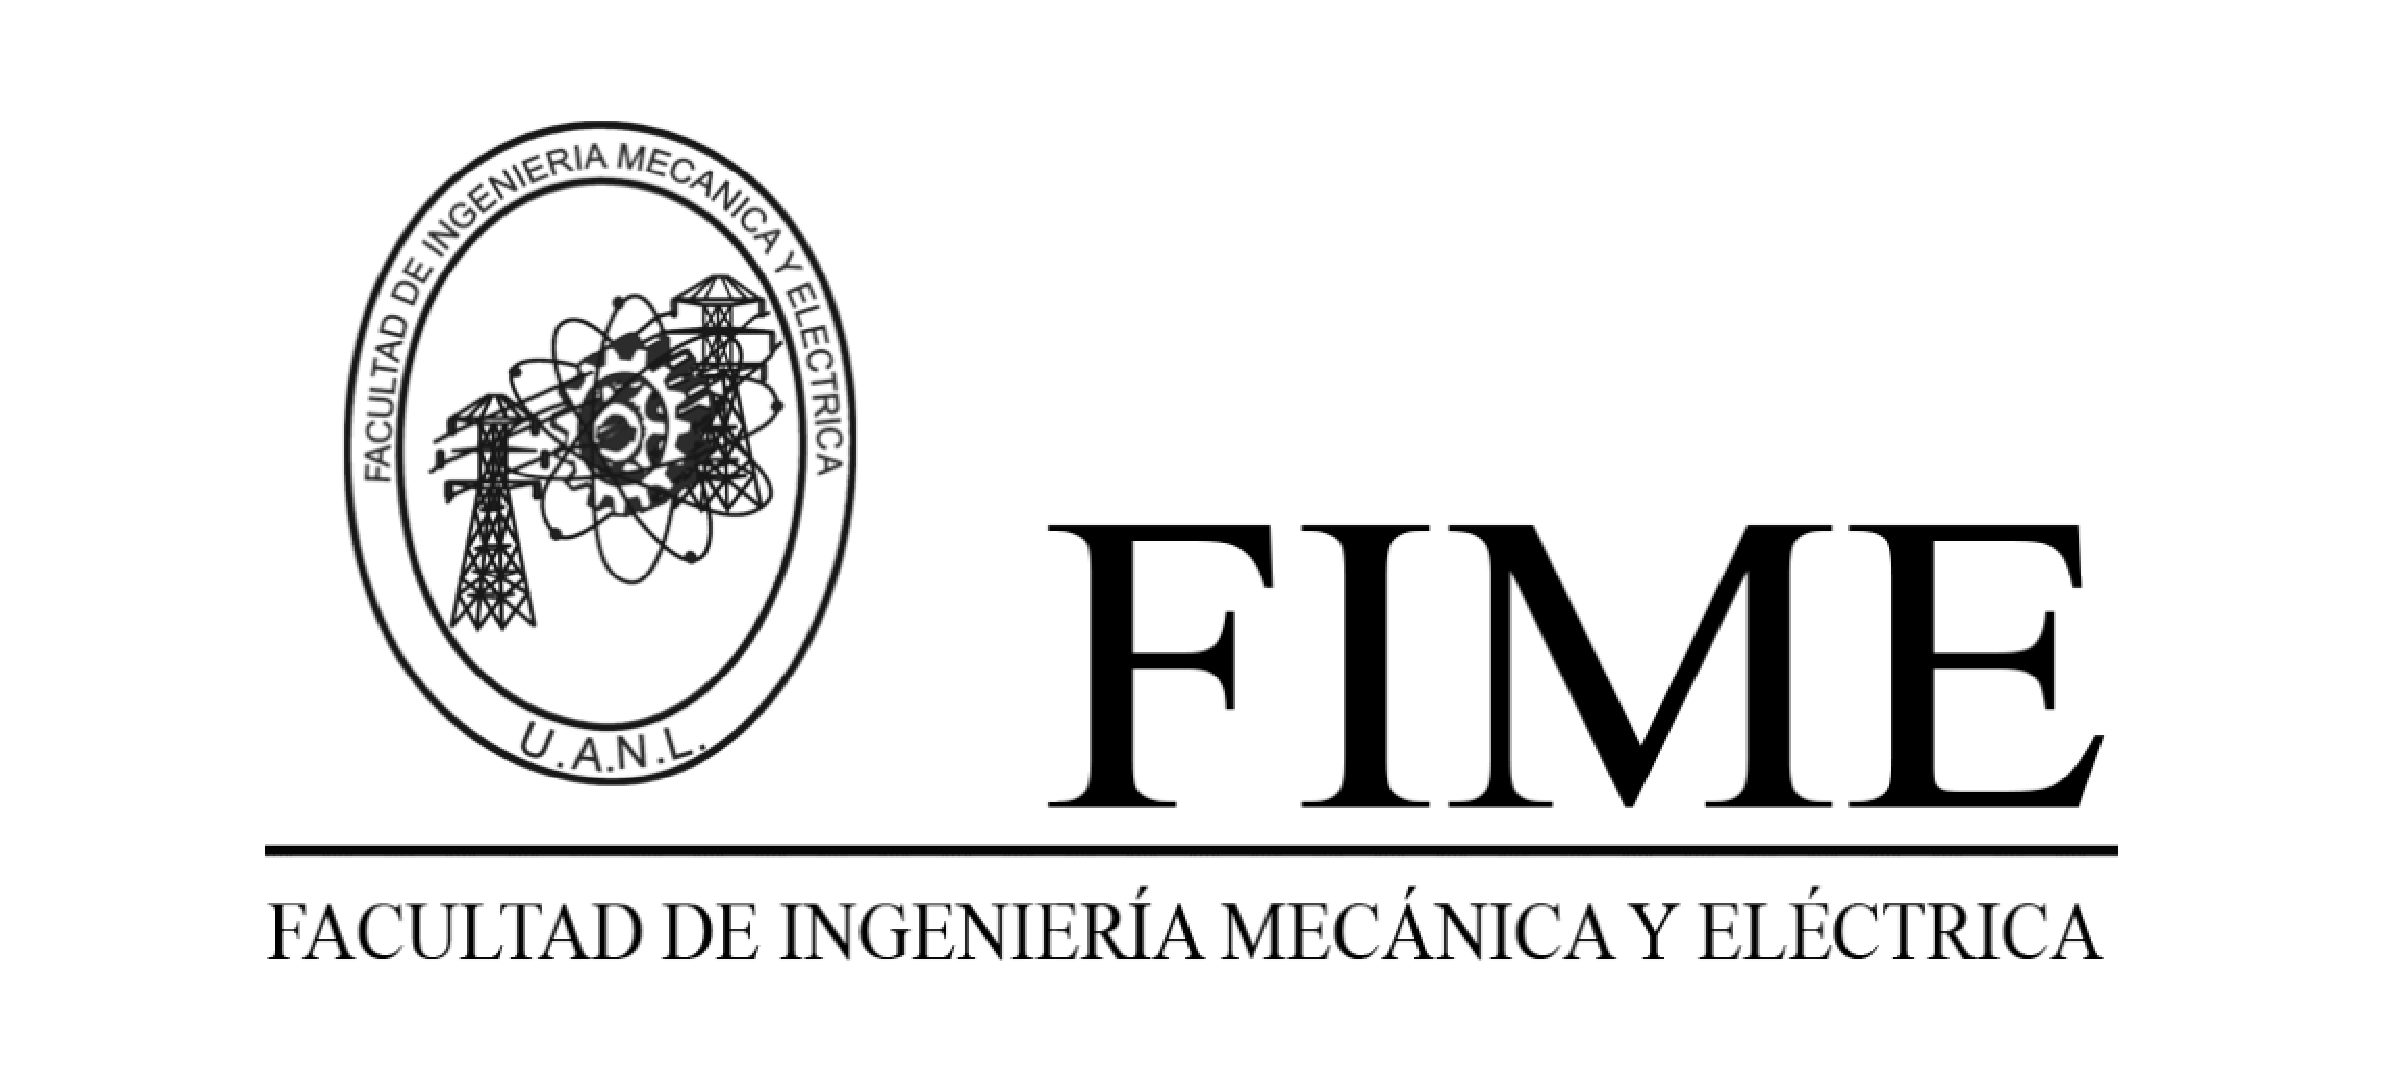 FACULTAD DE INGENIERIA MECANICA Y ELECTRICA
U.A.N.L.
FIME
FACULTAD DE INGENIERÍA MECÁNICA Y ELÉCTRICA